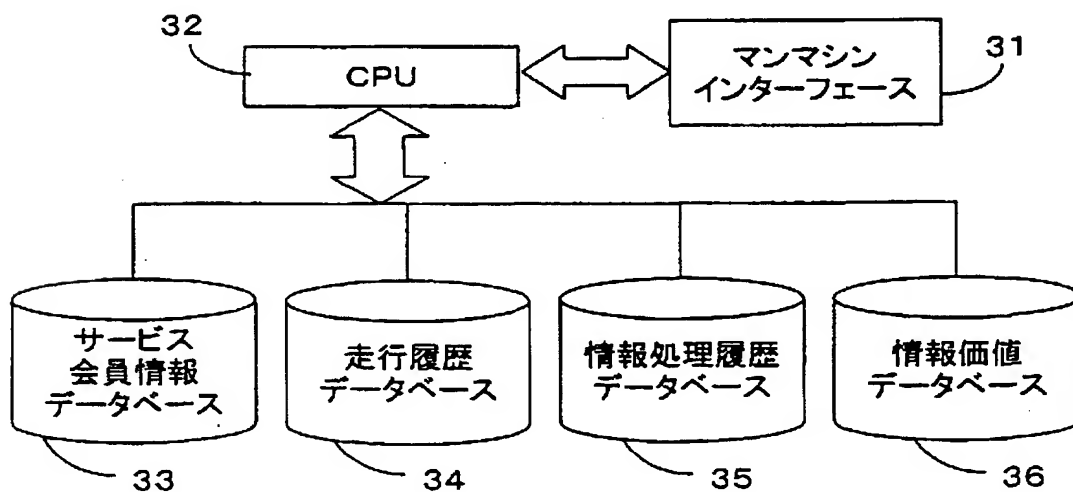 32
CPU
マンマシン
インターフェース
31
サービス
会員情報
データベース
走行履歴
データベース
情報処理履歴
データベース
情報価値
データベース
33
34
35
36